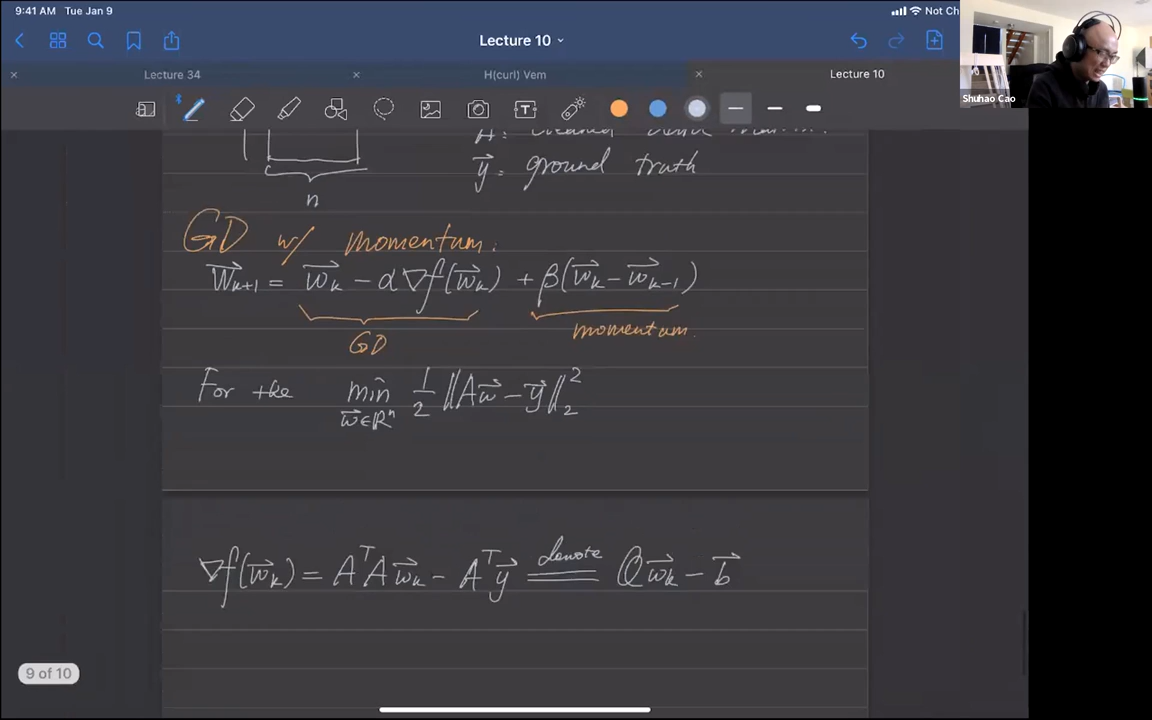 9:41 AM Tue Jan 9
Not Ch
Lecture 10
Lecture 34
H(curl) Vem
Lecture 10
Shuhao Cao
n
A:
ȳ⃗: ground truth
GD w/ momentum:
w⃗ₖ₊₁ = w⃗ₖ − α∇f(w⃗ₖ) + β(w⃗ₖ − w⃗ₖ₋₁)
GD
momentum.
For the min 1/2 ‖Aw⃗ − y⃗‖₂²
w⃗∈ℝⁿ
denote
∇f(w⃗ₖ) = AᵀAw⃗ₖ − Aᵀy⃗ = Qw⃗ₖ − b⃗
9 of 10